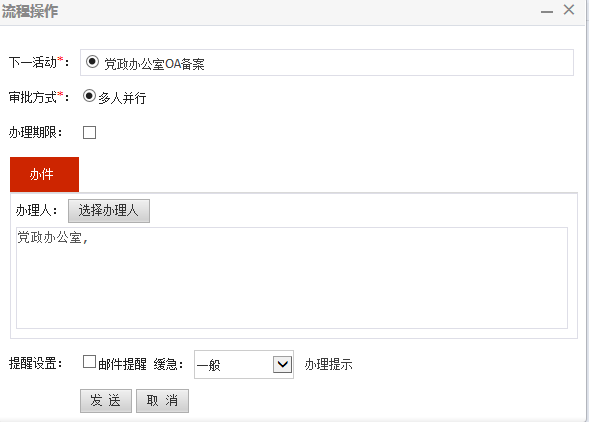 流程操作
下一活动*： 党政办公室OA备案
审批方式*： 多人并行
办理期限：
办件
办理人： 选择办理人
党政办公室,
提醒设置： 邮件提醒 缓急： 一般 办理提示
发 送 取 消